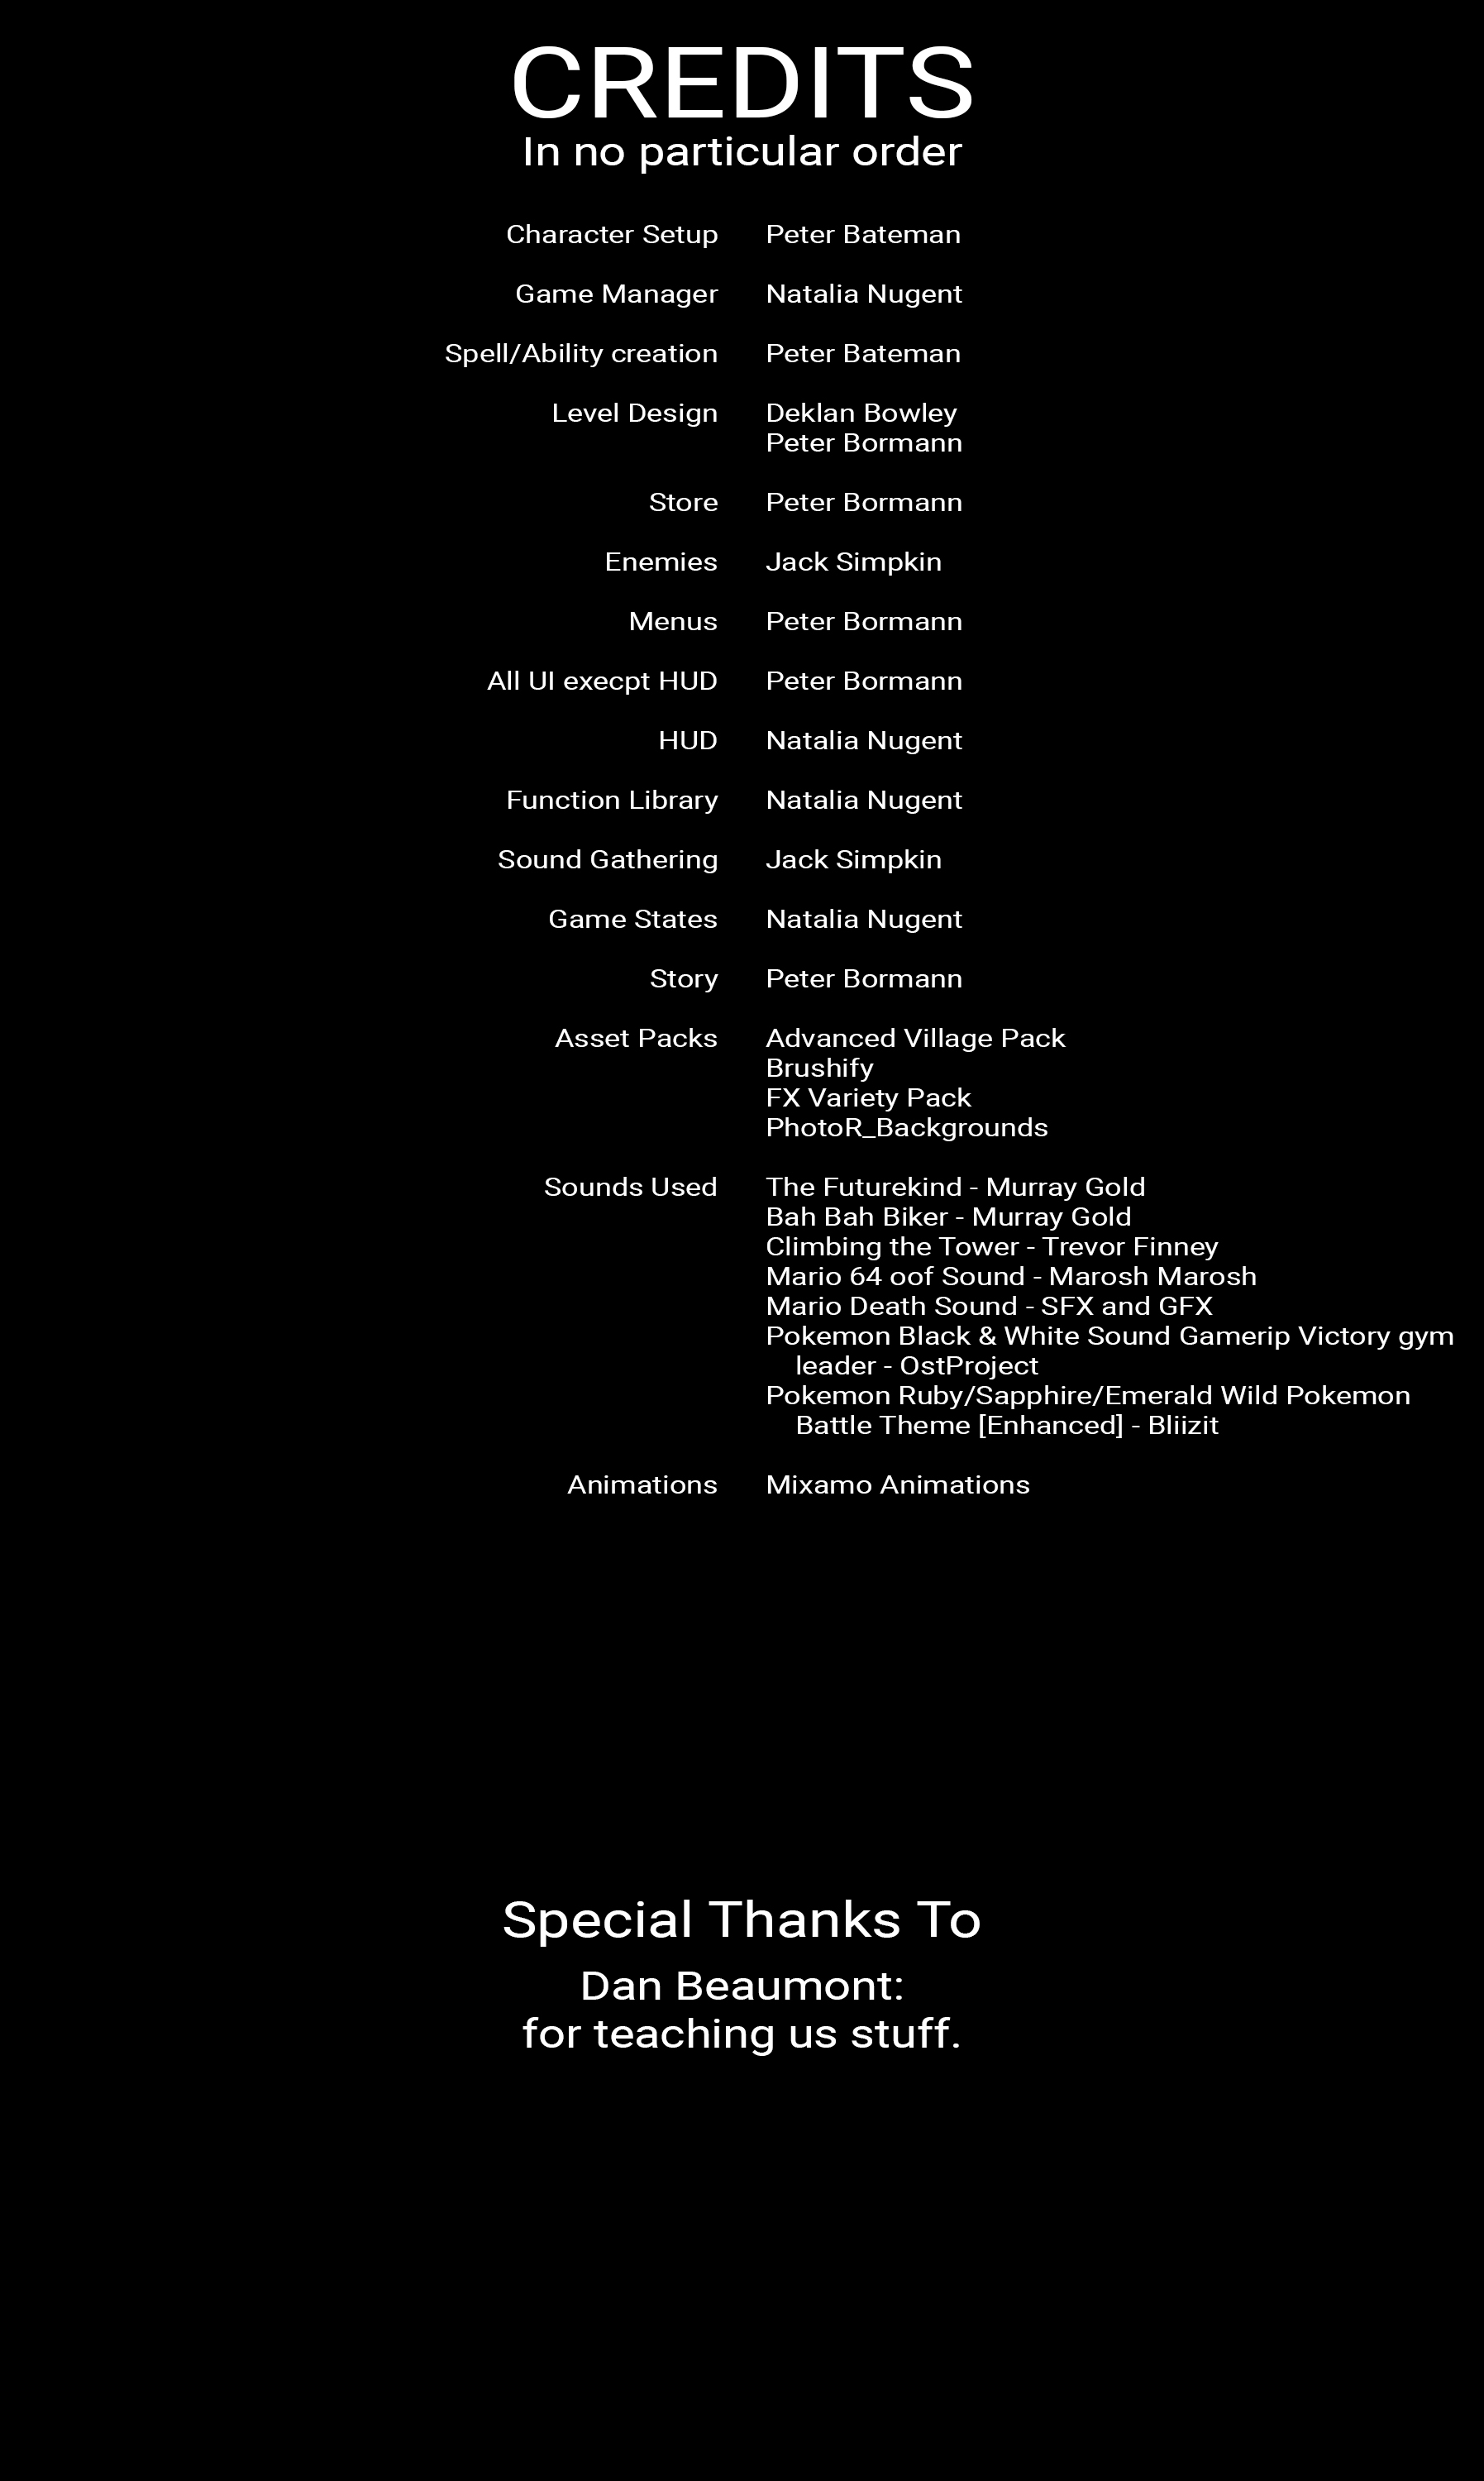 CREDITS
In no particular order
Character Setup Peter Bateman
Game Manager Natalia Nugent
Spell/Ability creation Peter Bateman
Level Design Deklan Bowley
Peter Bormann
Store Peter Bormann
Enemies Jack Simpkin
Menus Peter Bormann
All UI execpt HUD Peter Bormann
HUD Natalia Nugent
Function Library Natalia Nugent
Sound Gathering Jack Simpkin
Game States Natalia Nugent
Story Peter Bormann
Asset Packs Advanced Village Pack
Brushify
FX Variety Pack
PhotoR_Backgrounds
Sounds Used The Futurekind - Murray Gold
Bah Bah Biker - Murray Gold
Climbing the Tower - Trevor Finney
Mario 64 oof Sound - Marosh Marosh
Mario Death Sound - SFX and GFX
Pokemon Black & White Sound Gamerip Victory gym
leader - OstProject
Pokemon Ruby/Sapphire/Emerald Wild Pokemon
Battle Theme [Enhanced] - Bliizit
Animations Mixamo Animations
Special Thanks To
Dan Beaumont:
for teaching us stuff.